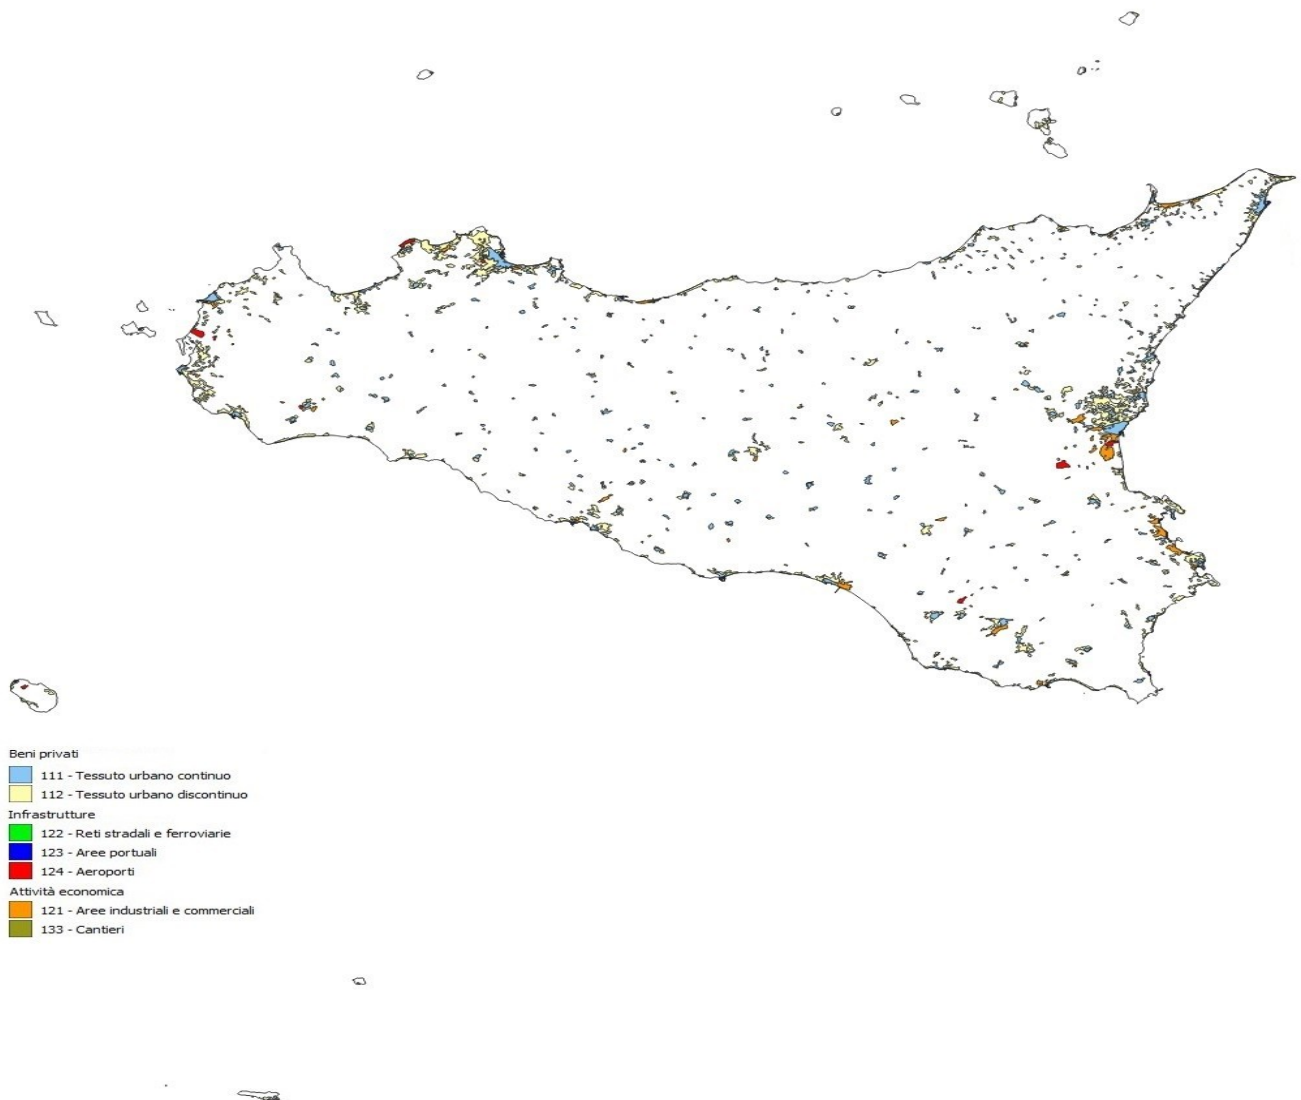 Beni privati
111 - Tessuto urbano continuo
112 - Tessuto urbano discontinuo
Infrastrutture
122 - Reti stradali e ferroviarie
123 - Aree portuali
124 - Aeroporti
Attività economica
121 - Aree industriali e commerciali
133 - Cantieri